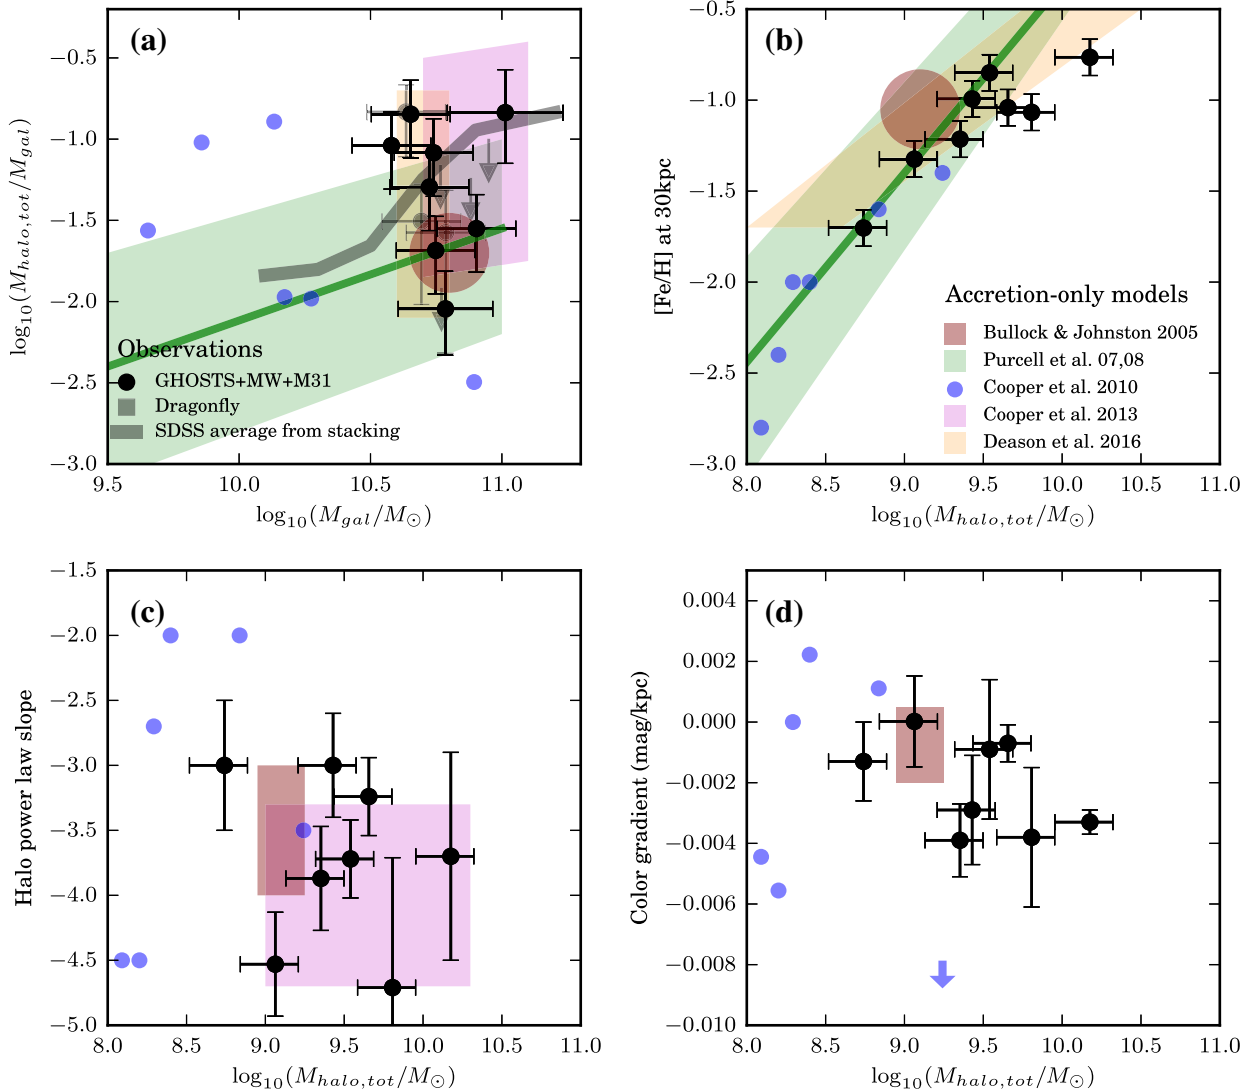 (a)
−0.5
−1.0
−1.5
−2.0
−2.5
−3.0
log10(Mhalo,tot/Mgal)
Observations
GHOSTS+MW+M31
Dragonfly
SDSS average from stacking
9.5 10.0 10.5 11.0
log10(Mgal/M⊙)
(b)
−0.5
−1.0
−1.5
−2.0
−2.5
−3.0
[Fe/H] at 30kpc
Accretion-only models
Bullock & Johnston 2005
Purcell et al. 07,08
Cooper et al. 2010
Cooper et al. 2013
Deason et al. 2016
8.0 8.5 9.0 9.5 10.0 10.5 11.0
log10(Mhalo,tot/M⊙)
(c)
−1.5
−2.0
−2.5
−3.0
−3.5
−4.0
−4.5
−5.0
Halo power law slope
8.0 8.5 9.0 9.5 10.0 10.5 11.0
log10(Mhalo,tot/M⊙)
(d)
0.004
0.002
0.000
−0.002
−0.004
−0.006
−0.008
−0.010
Color gradient (mag/kpc)
8.0 8.5 9.0 9.5 10.0 10.5 11.0
log10(Mhalo,tot/M⊙)